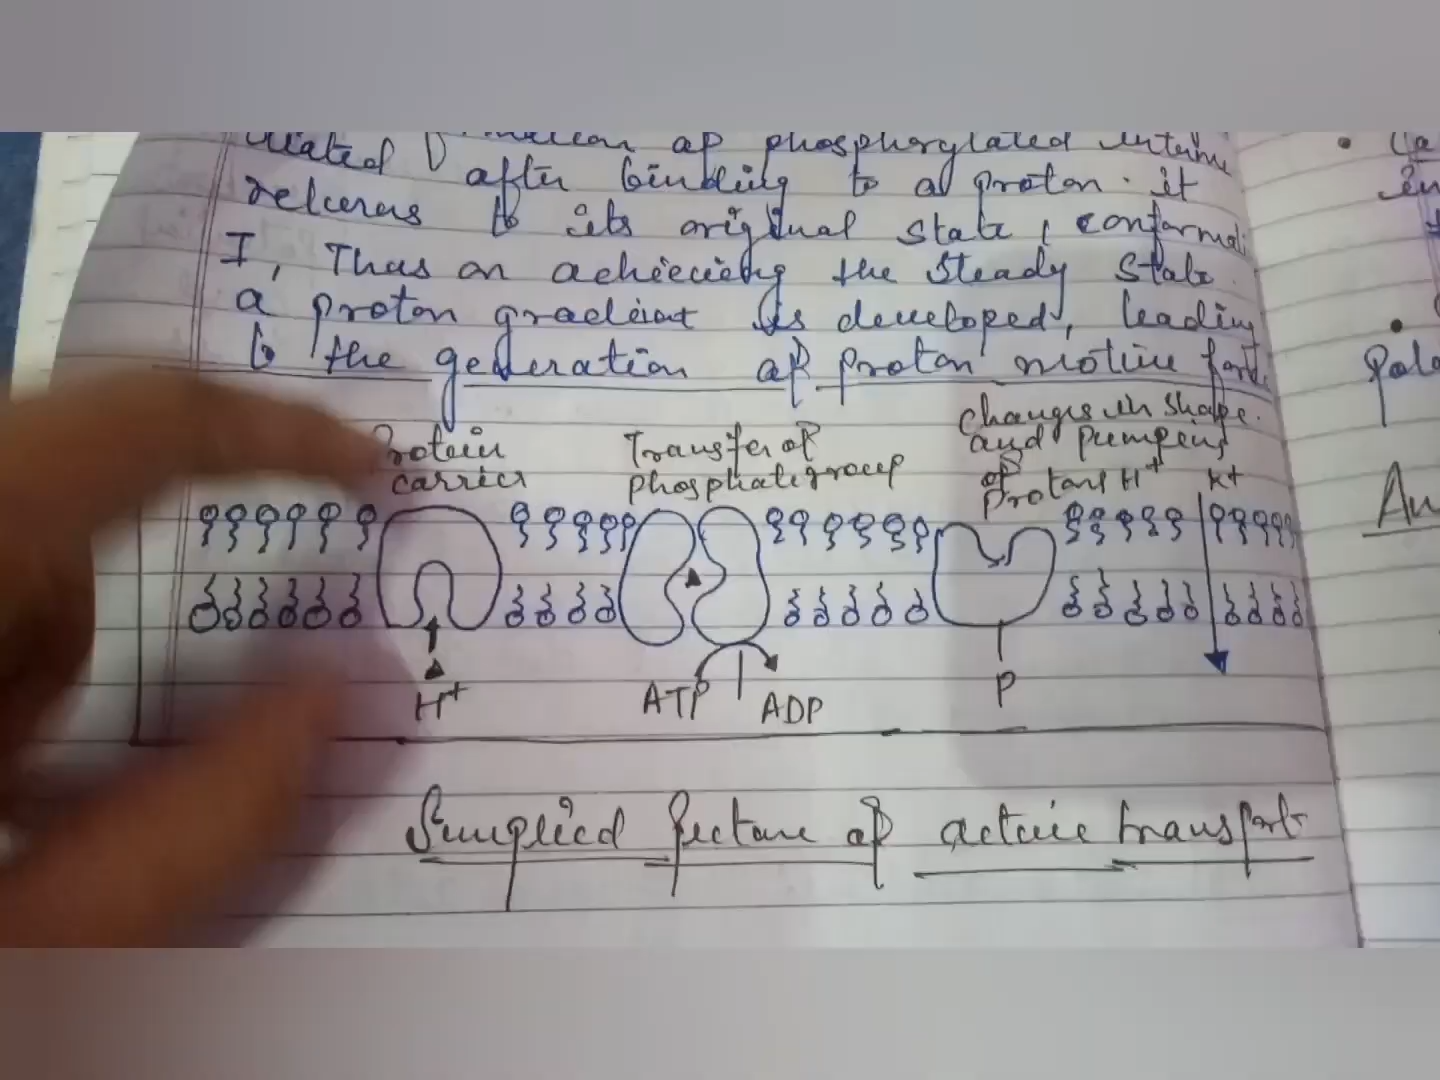 of phosphorylated
after binding to a proton. it
returns to its original state, conformati
I, Thus on achieving the steady state
a proton gradient is developed, leading
to the generation of proton motive force
Protein
carrier
Transfer of
phosphate group
Changes in shape
and pumping
of
Protons H+
K+
H+
ATP
ADP
P
Simplied Picture of active transport